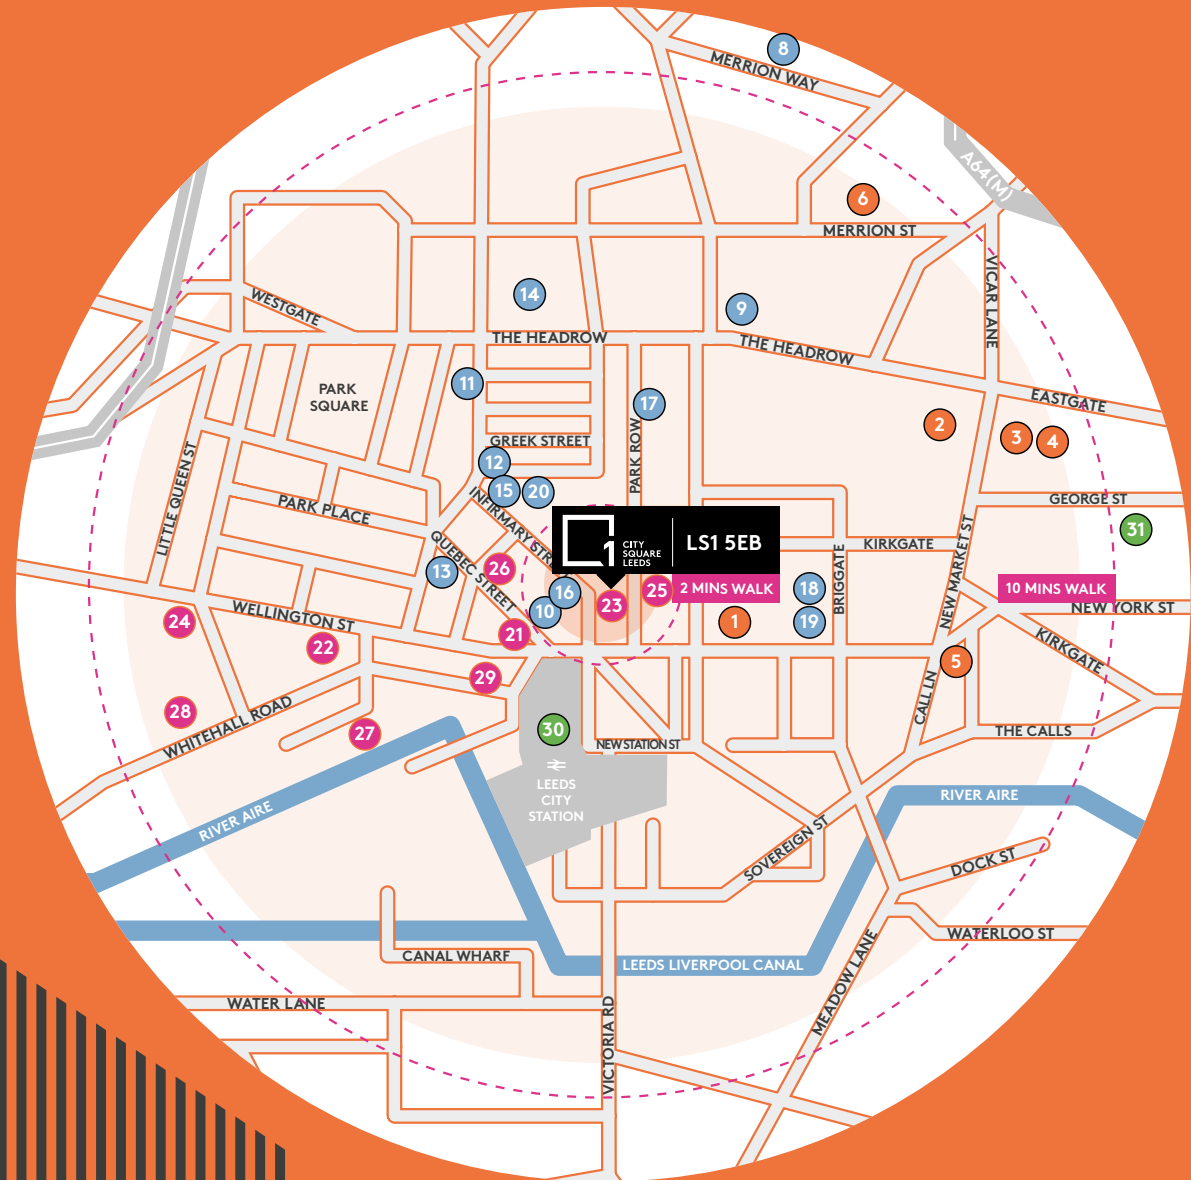 8
MERRION WAY
A64(M)
6
MERRION ST
VICAR LANE
WESTGATE
14
9
THE HEADROW
THE HEADROW
PARK
SQUARE
11
17
EASTGATE
2
3
4
GREEK STREET
PARK ROW
12
15
20
LITTLE QUEEN ST
PARK PLACE
INFIRMARY STRE
GEORGE ST
31
1
CITY
SQUARE
LEEDS
LS1 5EB
KIRKGATE
BRIGGATE
NEW MARKET ST
QUEBEC STREET
13
26
16
10
23
25
2 MINS WALK
18
19
1
10 MINS WALK
NEW YORK ST
KIRKGATE
24
WELLINGTON ST
22
21
29
5
CALL LN
28
WHITEHALL ROAD
27
30
NEW STATION ST
THE CALLS
LEEDS
CITY
STATION
RIVER AIRE
RIVER AIRE
SOVEREIGN ST
DOCK ST
WATERLOO ST
CANAL WHARF
LEEDS LIVERPOOL CANAL
MEADOW LANE
WATER LANE
VICTORIA RD